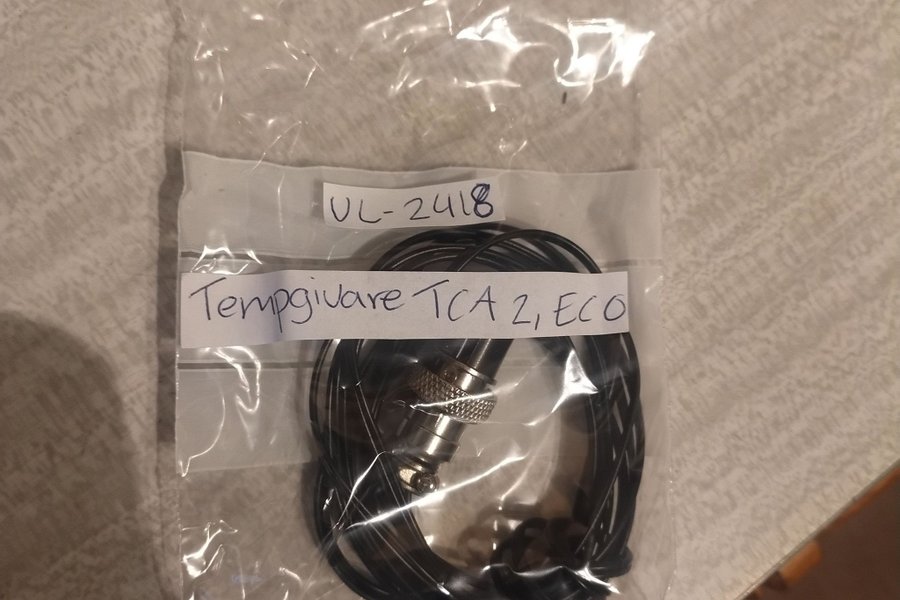 UL-2418
Tempgivare TCA 2, ECO